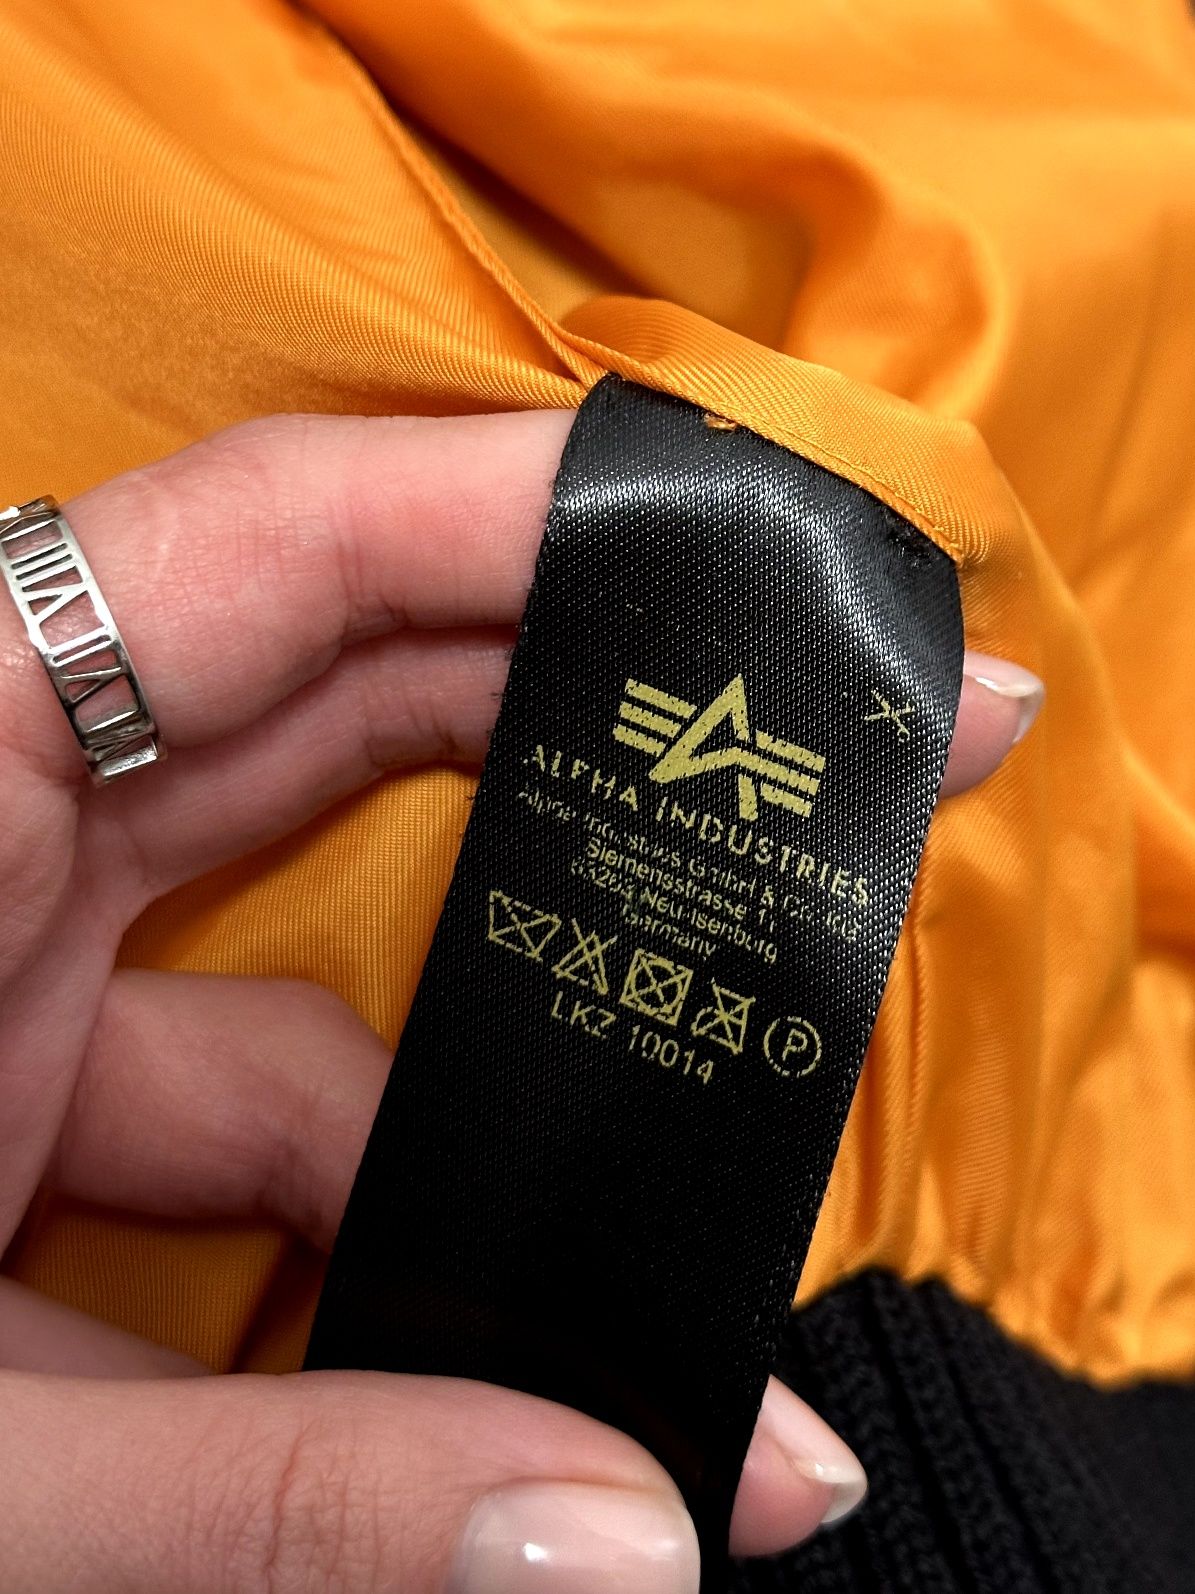 ALPHA INDUSTRIES
Siemensstrasse 11
Neu-Isenburg
Germany
P
LKZ 10014